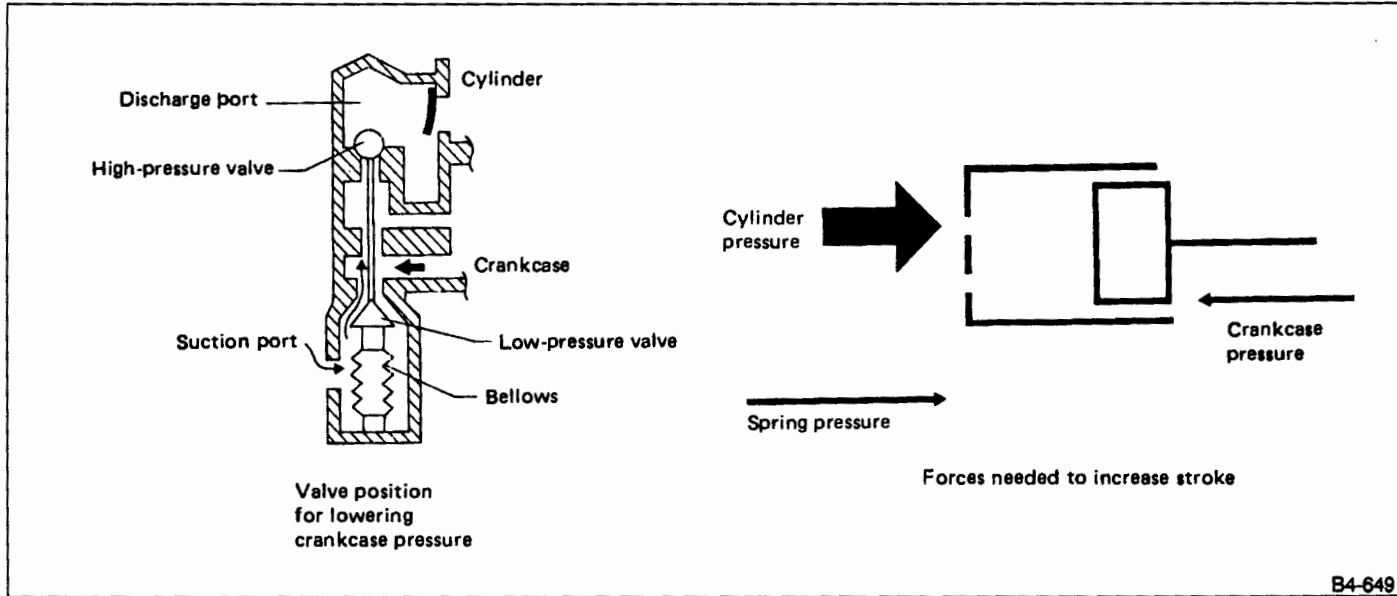 Cylinder
Discharge port
High-pressure valve
Crankcase
Suction port
Low-pressure valve
Bellows
Valve position
for lowering
crankcase pressure
Cylinder
pressure
Crankcase
pressure
Spring pressure
Forces needed to increase stroke
B4-649